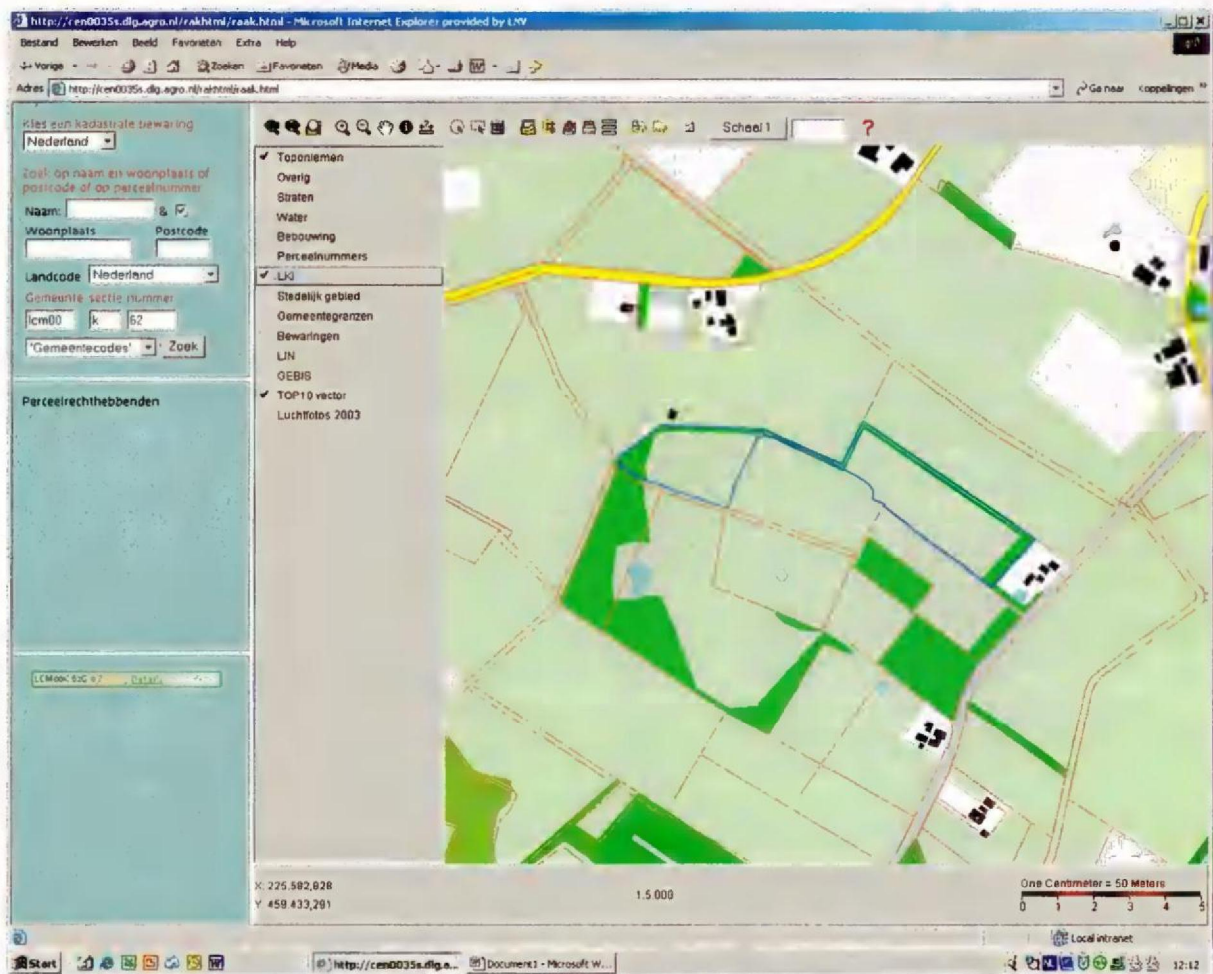 http://cen0035s.dlg.agro.nl/rakhtml/raak.html - Microsoft Internet Explorer provided by LNV
Bestand Bewerken Beeld Favorieten Extra Help
Vorige Zoeken Favorieten Media
Adres http://cen0035s.dlg.agro.nl/rakhtml/raak.html Ga naar Koppelingen
Kies een kadastrale bewaring
Nederland
Zoek op naam en woonplaats of
postcode of op perceelnummer
Naam: &
Woonplaats Postcode
Landcode Nederland
Gemeente sectie nummer
lcm00 k 62
'Gemeentecodes' Zoek
Perceelrechthebbenden
Schaal 1
?
Toponiemen
Overig
Straten
Water
Bebouwing
Perceelnummers
LKI
Stedelijk gebied
Gemeentegrenzen
Bewaringen
LIN
GEBIS
TOP10 vector
Luchtfotos 2003
X: 225.582,828
Y: 459.433,291
1:5.000
One Centimeter = 50 Meters
0 1 2 3 4 5
Local intranet
Start http://cen0035s.dlg.a... Document1 - Microsoft W... NL 12:12